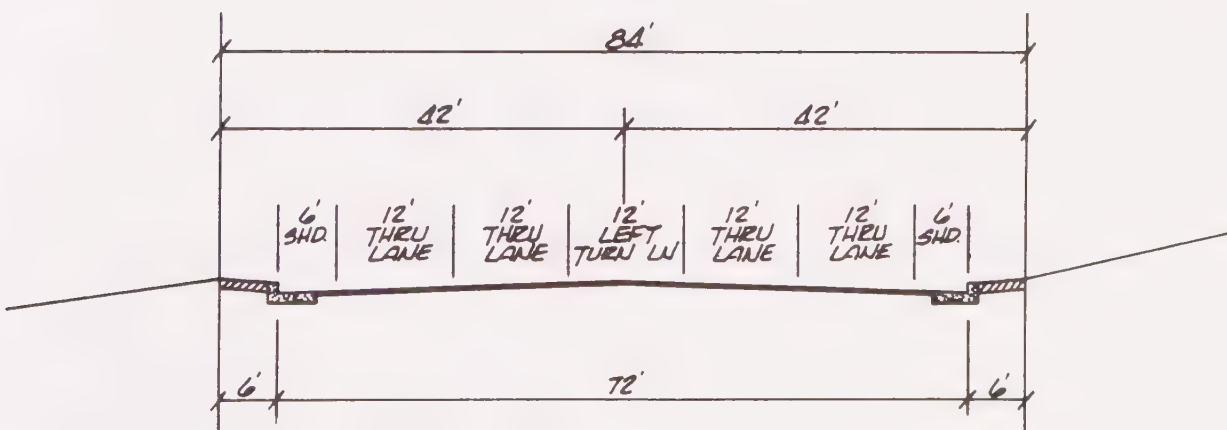 84'
42'
42'
6'
SHD.
12'
THRU
LANE
12'
THRU
LANE
12'
LEFT
TURN LN
12'
THRU
LANE
12'
THRU
LANE
6'
SHD.
6'
72'
6'